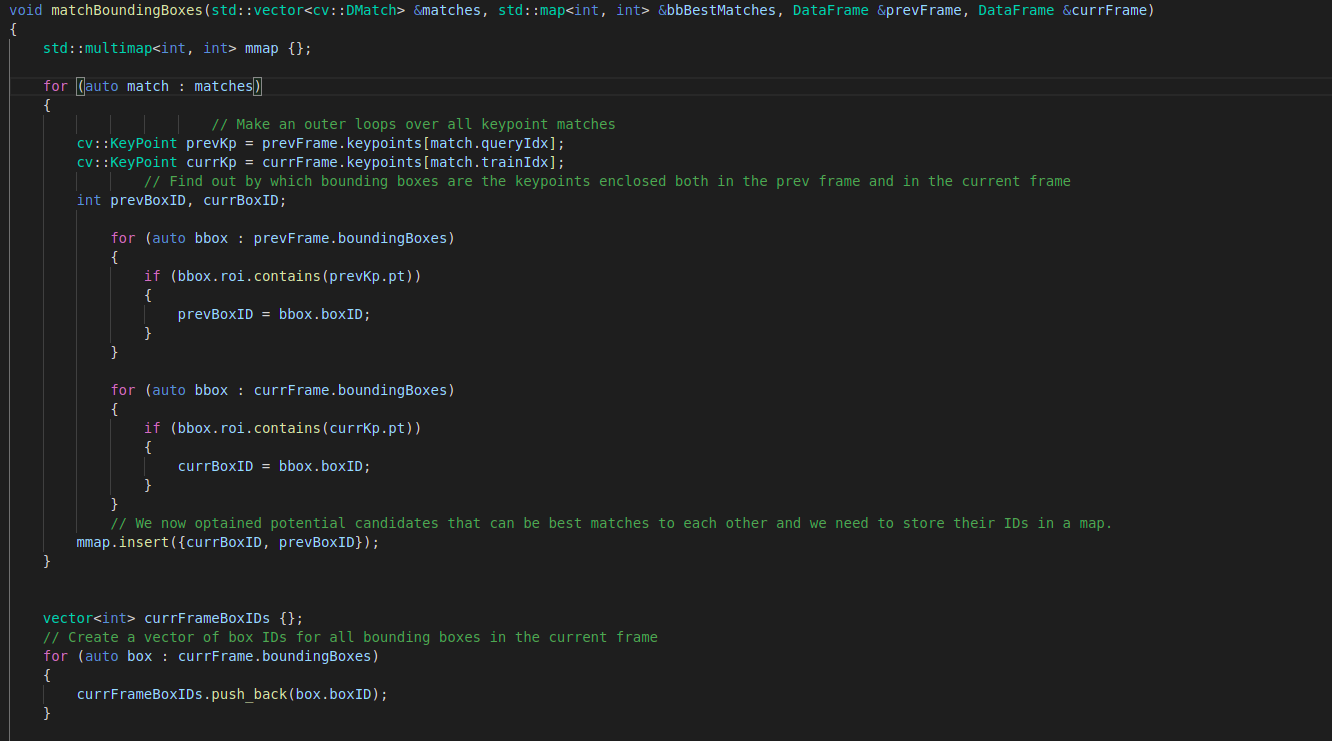 void matchBoundingBoxes(std::vector<cv::DMatch> &matches, std::map<int, int> &bbBestMatches, DataFrame &prevFrame, DataFrame &currFrame)
{
    std::multimap<int, int> mmap {};
    for (auto match : matches)
    {
                        // Make an outer loops over all keypoint matches
        cv::KeyPoint prevKp = prevFrame.keypoints[match.queryIdx];
        cv::KeyPoint currKp = currFrame.keypoints[match.trainIdx];
                // Find out by which bounding boxes are the keypoints enclosed both in the prev frame and in the current frame
        int prevBoxID, currBoxID;
            for (auto bbox : prevFrame.boundingBoxes)
            {
                if (bbox.roi.contains(prevKp.pt))
                {
                    prevBoxID = bbox.boxID;
                }
            }
            for (auto bbox : currFrame.boundingBoxes)
            {
                if (bbox.roi.contains(currKp.pt))
                {
                    currBoxID = bbox.boxID;
                }
            }
            // We now optained potential candidates that can be best matches to each other and we need to store their IDs in a map.
        mmap.insert({currBoxID, prevBoxID});
    }
    vector<int> currFrameBoxIDs {};
    // Create a vector of box IDs for all bounding boxes in the current frame
    for (auto box : currFrame.boundingBoxes)
    {
        currFrameBoxIDs.push_back(box.boxID);
    }